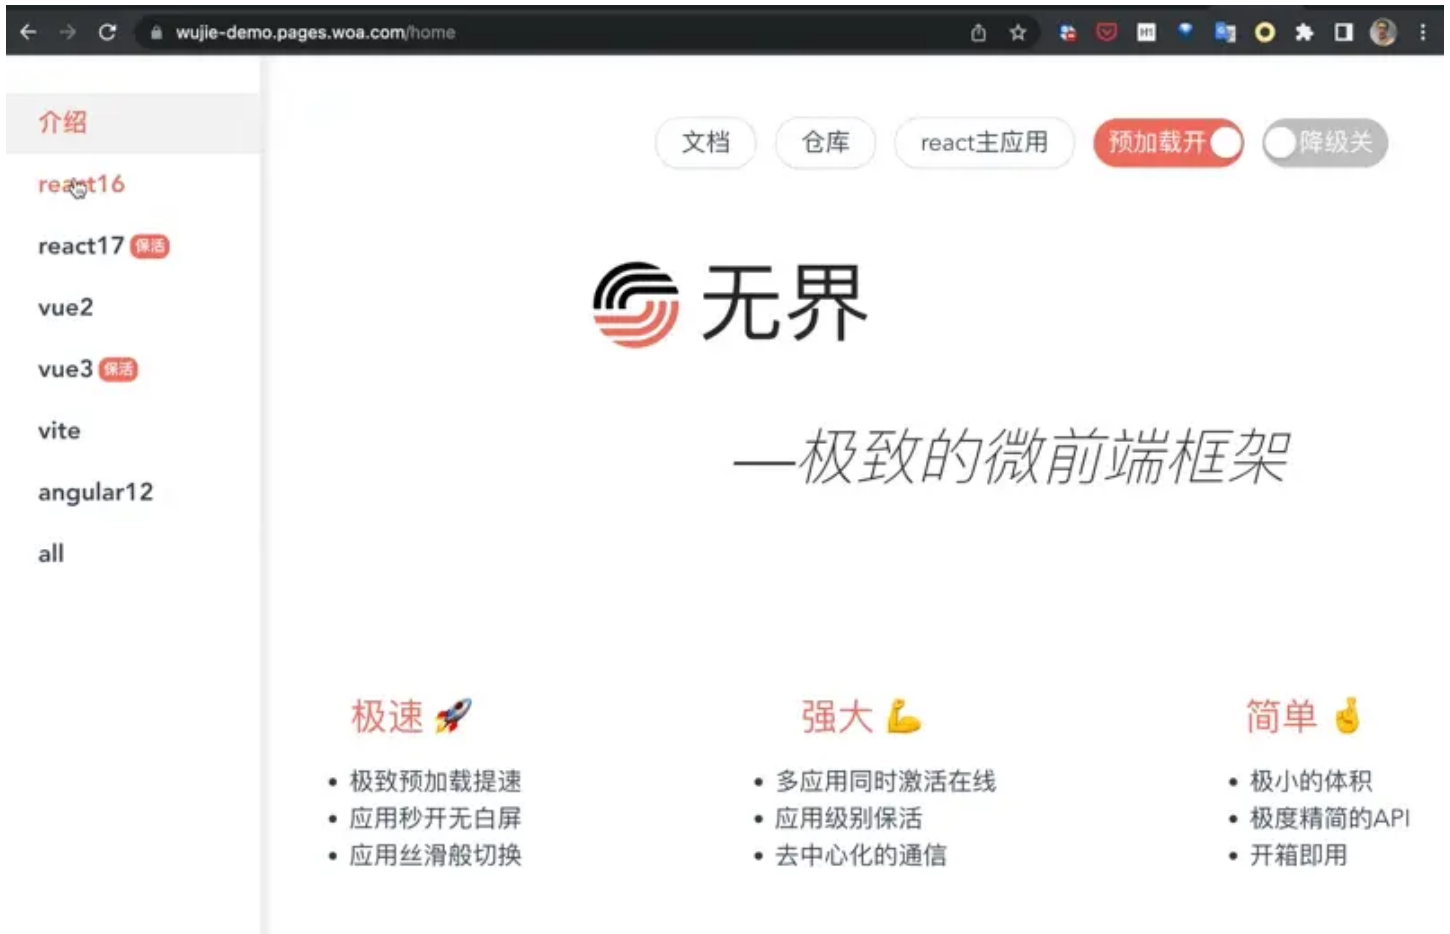 wujie-demo.pages.woa.com/home
介绍
react16
react17 保活
vue2
vue3 保活
vite
angular12
all
文档 仓库 react主应用 预加载开 降级关
无界
—极致的微前端框架
极速 🚀
• 极致预加载提速
• 应用秒开无白屏
• 应用丝滑般切换
强大 💪
• 多应用同时激活在线
• 应用级别保活
• 去中心化的通信
简单 🤞
• 极小的体积
• 极度精简的API
• 开箱即用